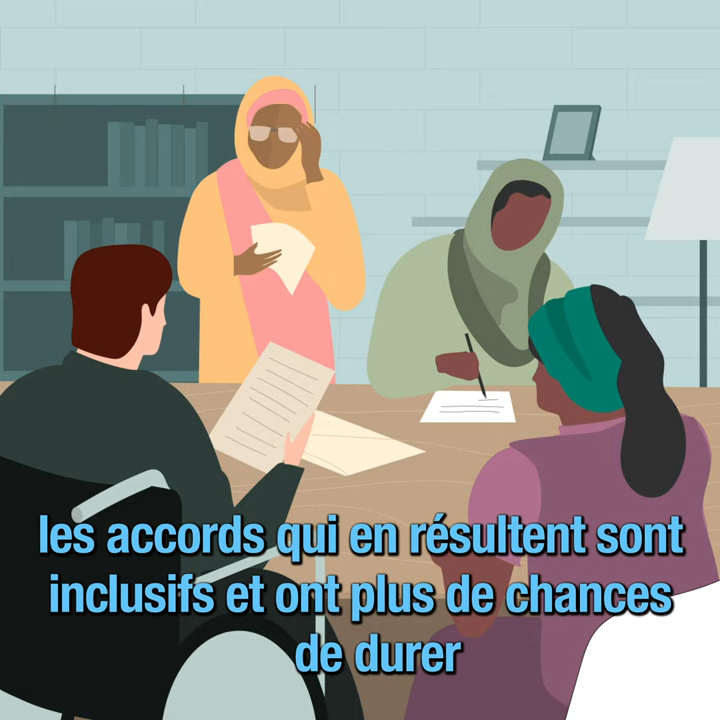 les accords qui en résultent sont
inclusifs et ont plus de chances
de durer